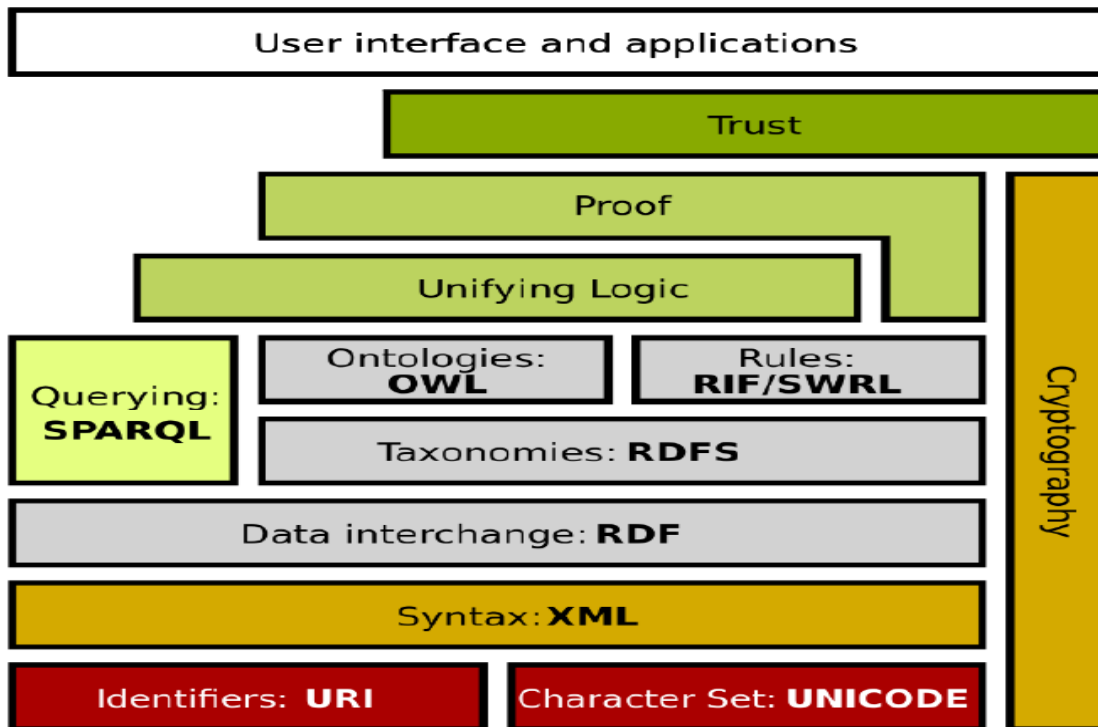 User interface and applications
Trust
Proof
Unifying Logic
Ontologies:
OWL
Rules:
RIF/SWRL
Querying:
SPARQL
Taxonomies: RDFS
Cryptography
Data interchange: RDF
Syntax: XML
Identifiers: URI
Character Set: UNICODE